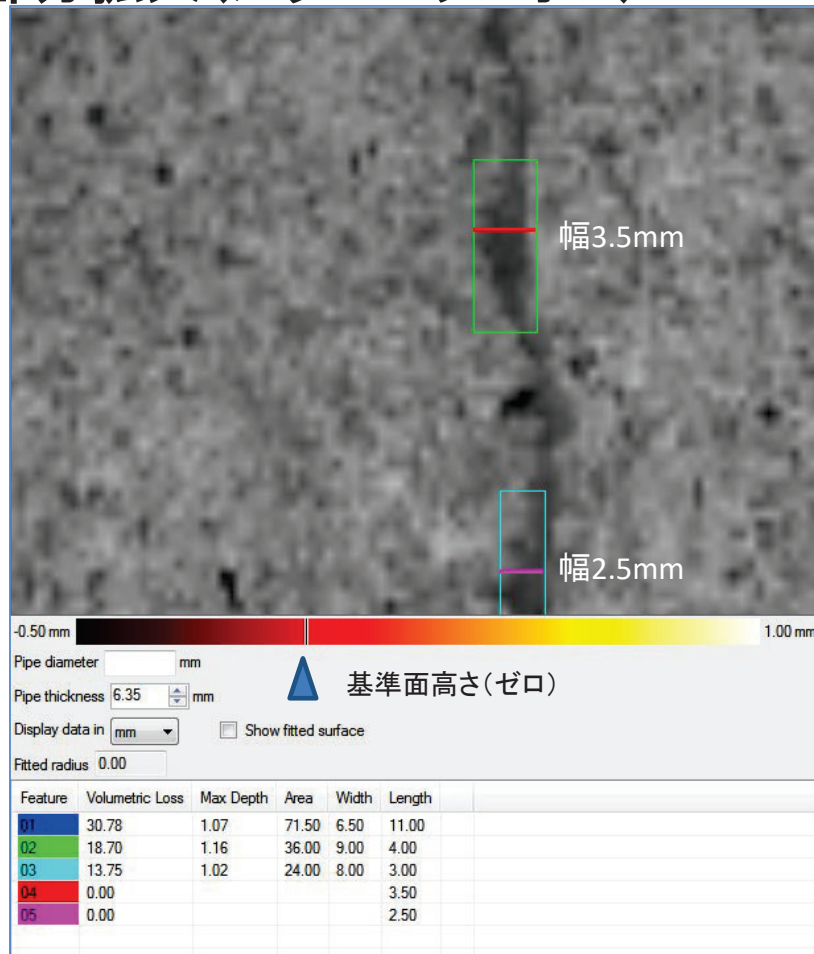 幅3.5mm
幅2.5mm
-0.50 mm 1.00 mm
Pipe diameter mm
基準面高さ(ゼロ)
Pipe thickness 6.35 mm
Display data in mm Show fitted surface
Fitted radius 0.00
Feature Volumetric Loss Max Depth Area Width Length
01 30.78 1.07 71.50 6.50 11.00
02 18.70 1.16 36.00 9.00 4.00
03 13.75 1.02 24.00 8.00 3.00
04 0.00 3.50
05 0.00 2.50